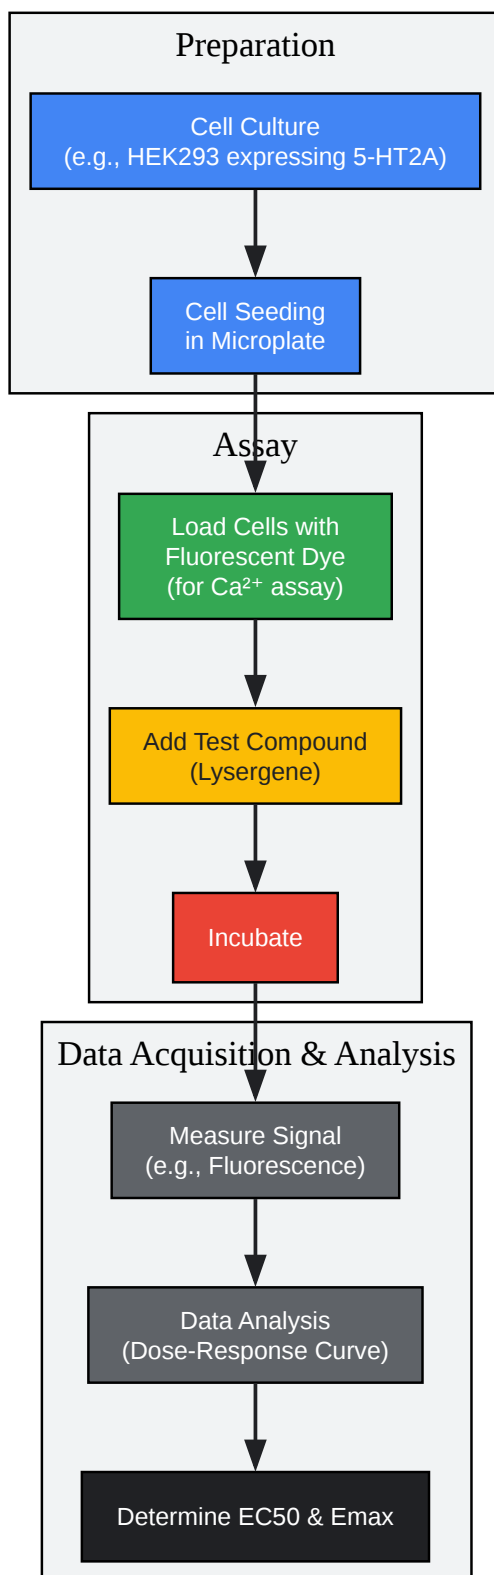 Preparation
Cell Culture
(e.g., HEK293 expressing 5-HT2A)
Cell Seeding
in Microplate
Assay
Load Cells with
Fluorescent Dye
(for Ca²⁺ assay)
Add Test Compound
(Lysergene)
Incubate
Data Acquisition & Analysis
Measure Signal
(e.g., Fluorescence)
Data Analysis
(Dose-Response Curve)
Determine EC50 & Emax